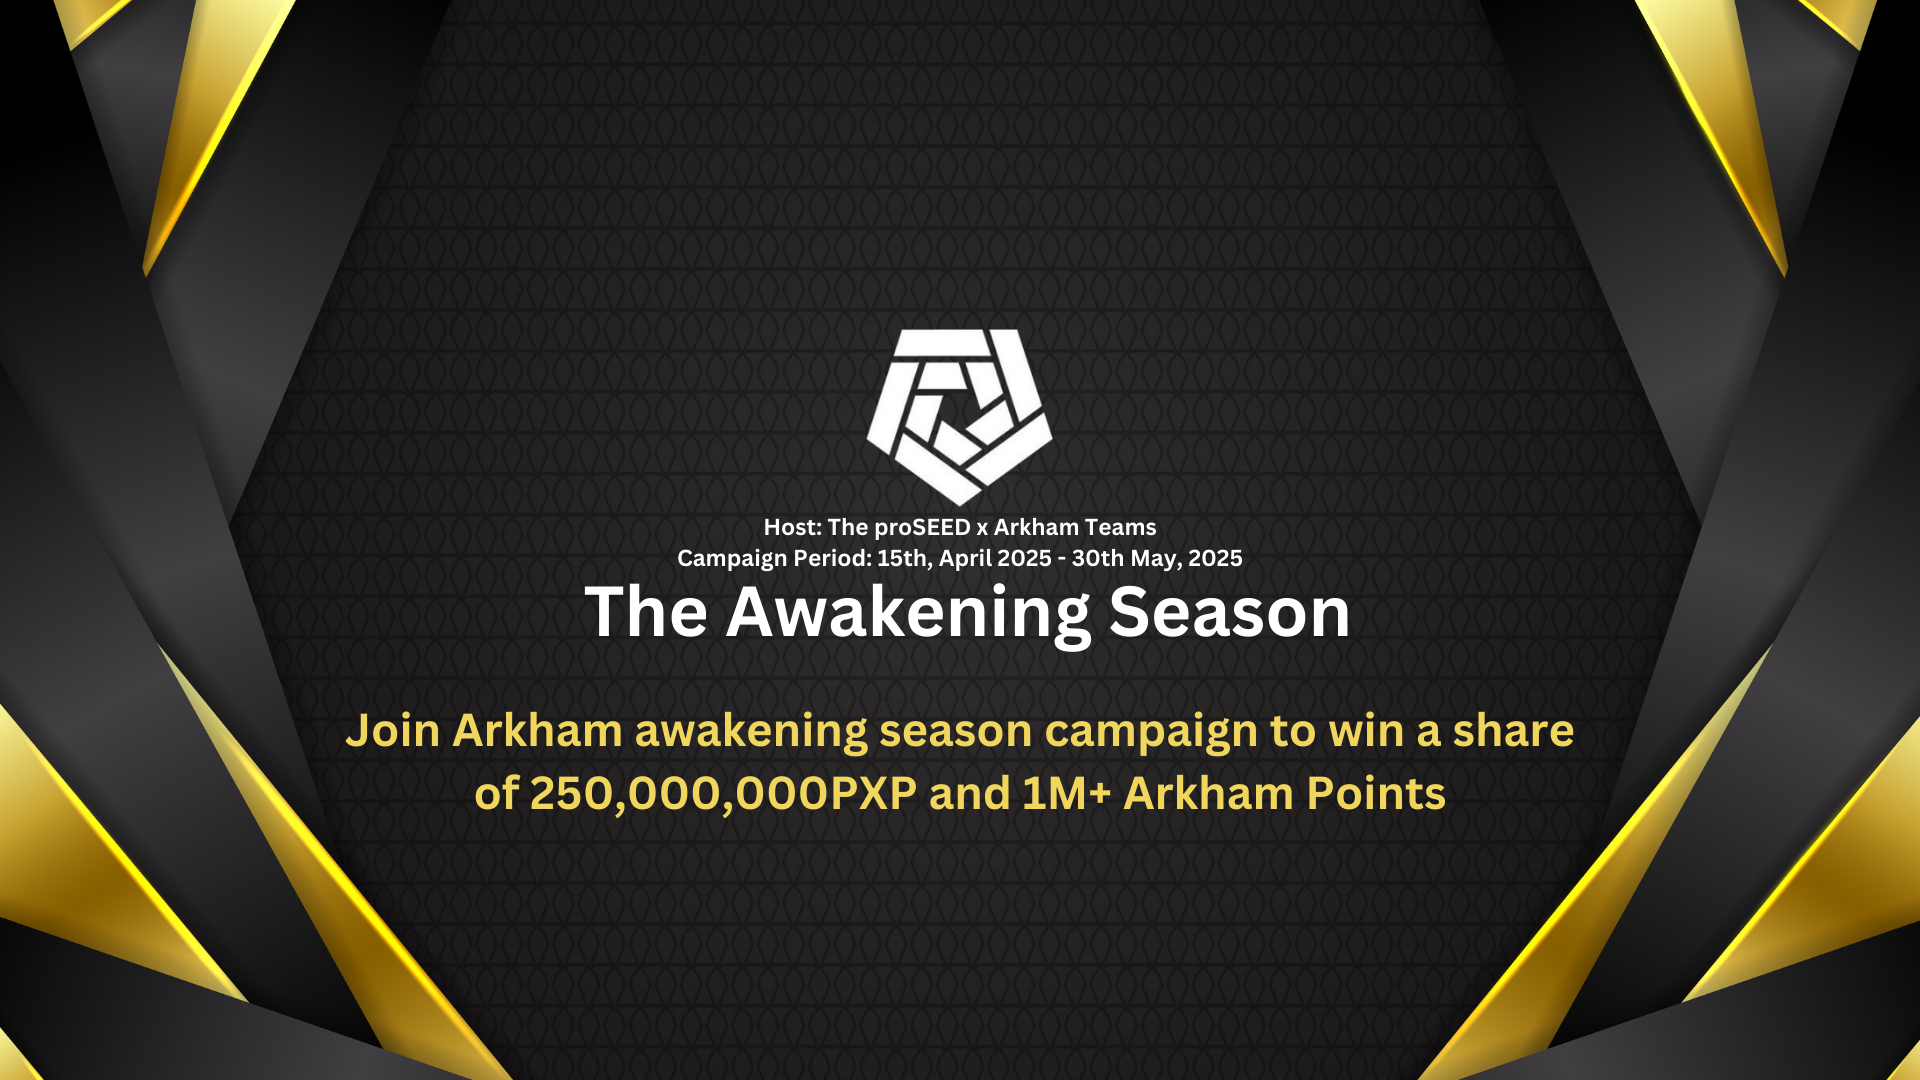 Host: The proSEED x Arkham Teams
Campaign Period: 15th, April 2025 - 30th May, 2025
The Awakening Season
Join Arkham awakening season campaign to win a share
of 250,000,000PXP and 1M+ Arkham Points